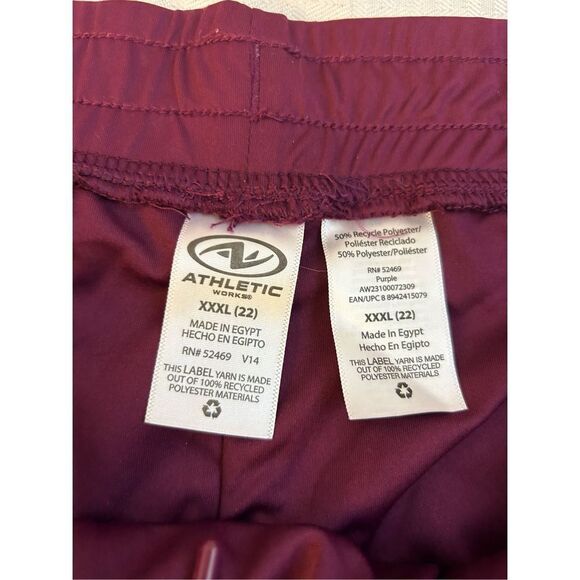 ATHLETIC
WORKS®
XXXL (22)
MADE IN EGYPT
HECHO EN EGIPTO
RN# 52469 V14
THIS LABEL YARN IS MADE
OUT OF 100% RECYCLED
POLYESTER MATERIALS
50% Recycle Polyester/
Poliéster Reciclado
50% Polyester/Poliéster
RN# 52469
Purple
AW23100072309
EAN/UPC 8 8942415079
XXXL (22)
Made in Egypt
Hecho En Egipto
THIS LABEL YARN IS MADE
OUT OF 100% RECYCLED
POLYESTER MATERIALS